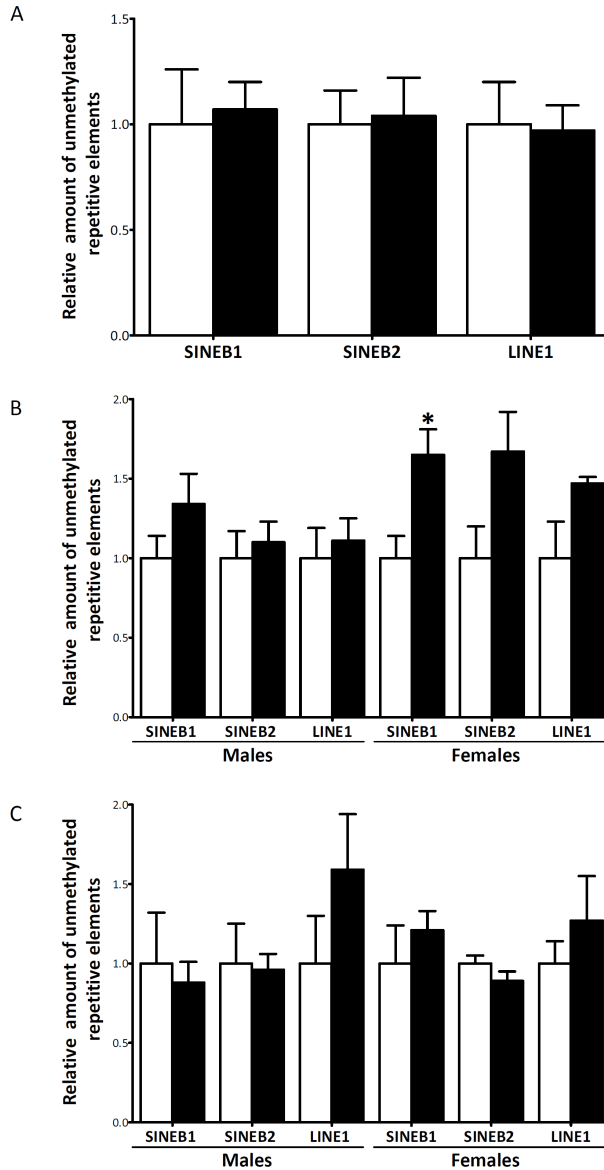 A
Relative amount of unmethylated
repetitive elements
1.5
1.0
0.5
0.0
SINEB1 SINEB2 LINE1
B
Relative amount of unmethylated
repetitive elements
2.0
1.5
1.0
0.5
0.0
*
SINEB1 SINEB2 LINE1 SINEB1 SINEB2 LINE1
Males Females
C
Relative amount of unmethylated
repetitive elements
2.0
1.5
1.0
0.5
0.0
SINEB1 SINEB2 LINE1 SINEB1 SINEB2 LINE1
Males Females